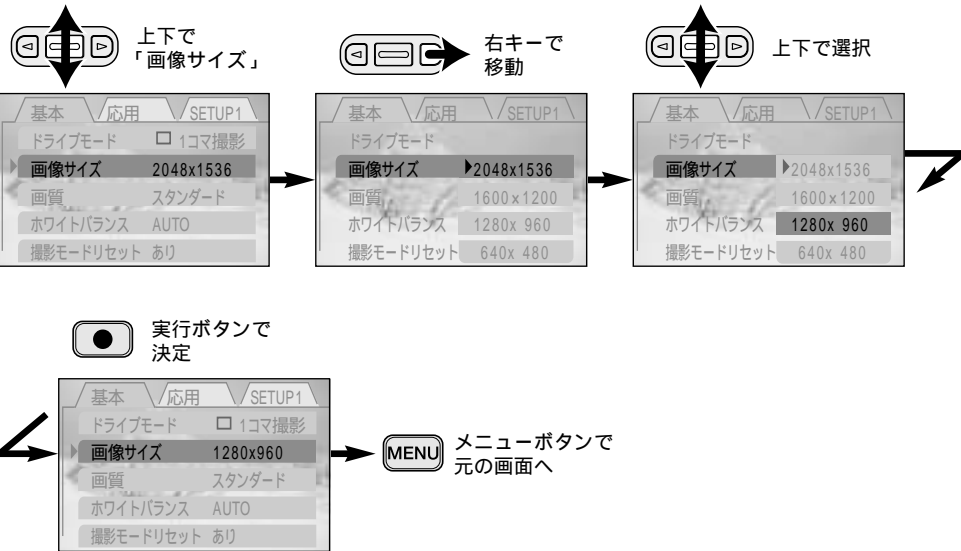 上下で
「画像サイズ」
基本 応用 SETUP1
ドライブモード 1コマ撮影
画像サイズ 2048x1536
画質 スタンダード
ホワイトバランス AUTO
撮影モードリセット あり
右キーで
移動
基本 応用 SETUP1
ドライブモード
画像サイズ 2048x1536
画質 1600×1200
ホワイトバランス 1280x 960
撮影モードリセット 640x 480
上下で選択
基本 応用 SETUP1
ドライブモード
画像サイズ 2048x1536
画質 1600×1200
ホワイトバランス 1280x 960
撮影モードリセット 640x 480
実行ボタンで
決定
基本 応用 SETUP1
ドライブモード 1コマ撮影
画像サイズ 1280x960
画質 スタンダード
ホワイトバランス AUTO
撮影モードリセット あり
MENU
メニューボタンで
元の画面へ